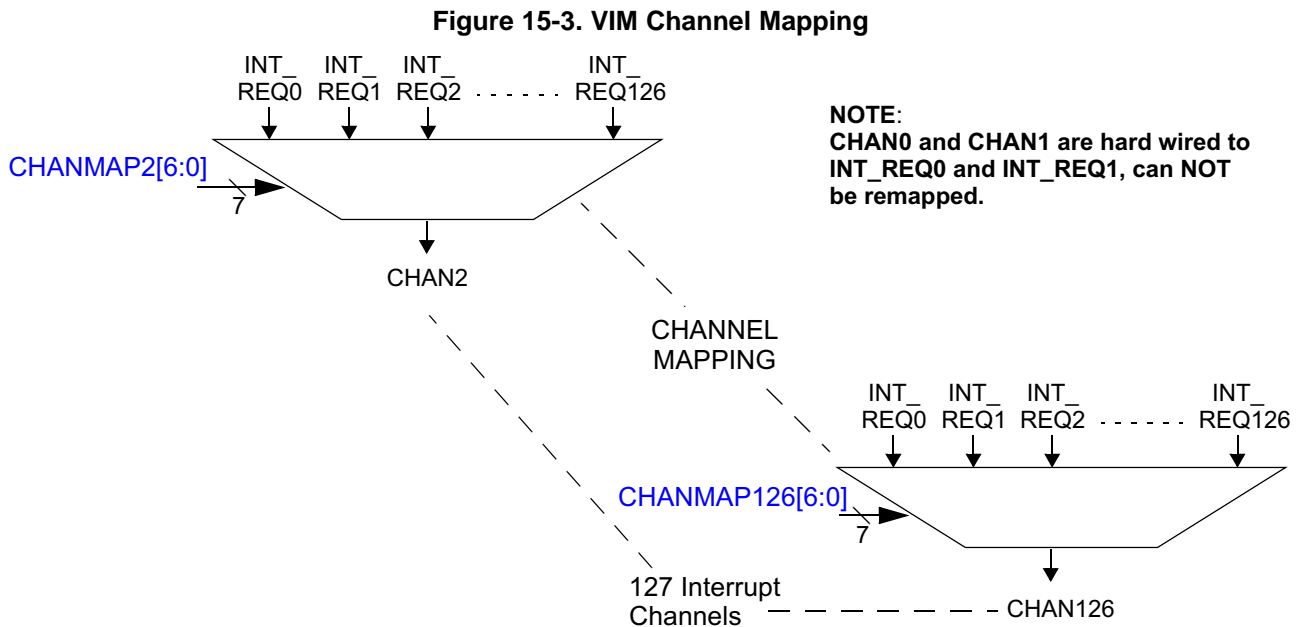 Figure 15-3. VIM Channel Mapping
INT_ INT_ INT_ INT_
REQ0 REQ1 REQ2 REQ126
NOTE:
CHAN0 and CHAN1 are hard wired to
INT_REQ0 and INT_REQ1, can NOT
be remapped.
CHANMAP2[6:0]
7
CHAN2
CHANNEL
MAPPING
INT_ INT_ INT_ INT_
REQ0 REQ1 REQ2 REQ126
CHANMAP126[6:0]
7
127 Interrupt
Channels
CHAN126